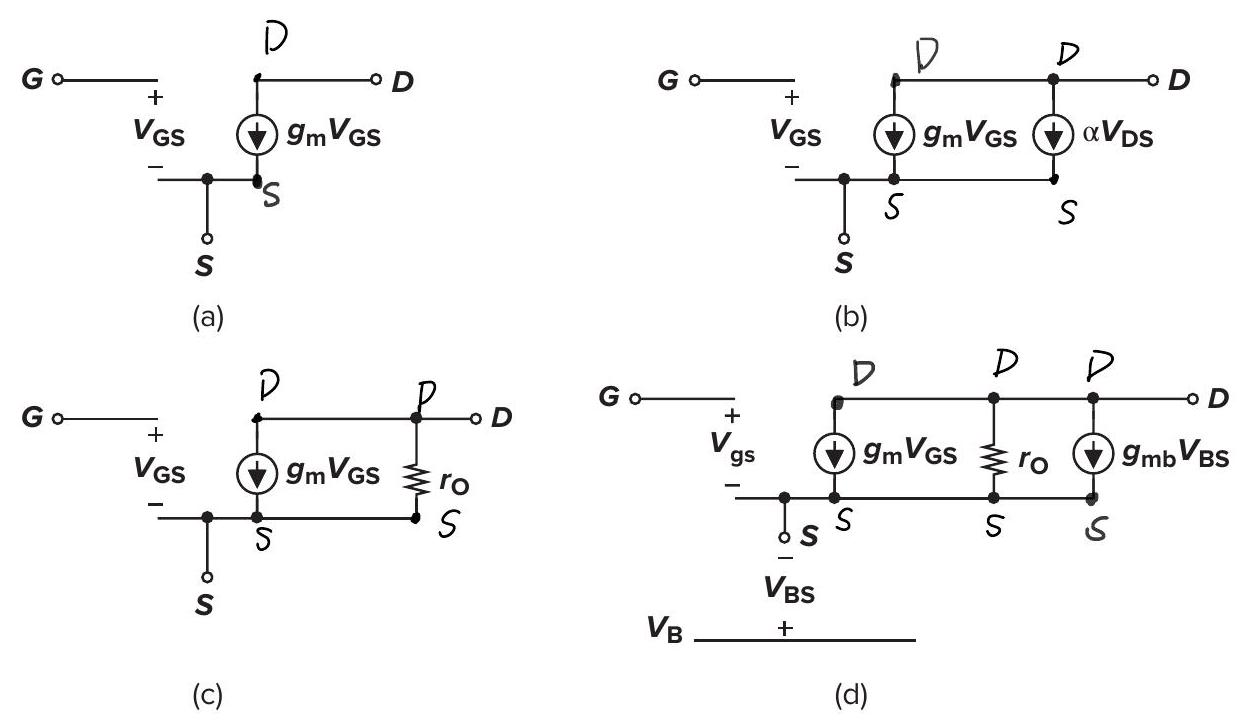 D
G D
+
V_GS g_mV_GS
−
S
S
(a)
D D
G D
+
V_GS g_mV_GS αV_DS
−
S S
S
(b)
D D
G D
+
V_GS g_mV_GS r_O
−
S S
S
(c)
D D D
G D
+
V_gs g_mV_GS r_O g_mbV_BS
−
S S S S
−
V_BS
V_B +
(d)